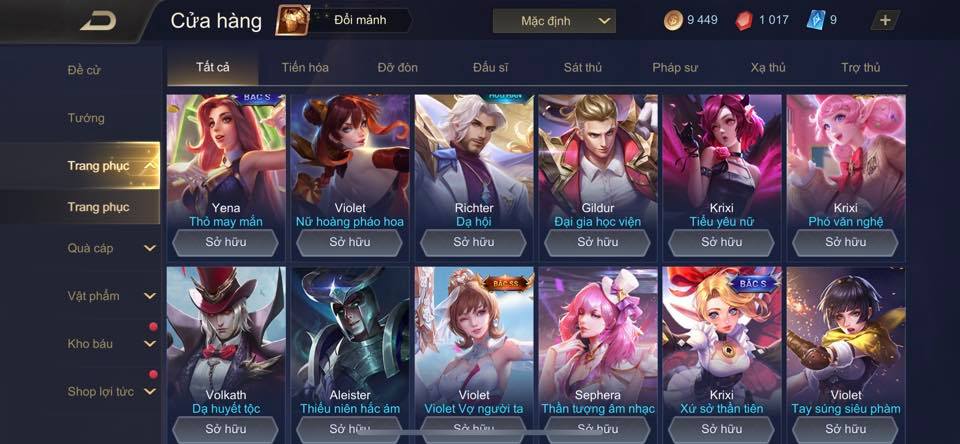 Cửa hàng
Đổi mảnh
Mặc định
9 449
1 017
9
Đề cử
Tướng
Trang phục
Trang phục
Quà cáp
Vật phẩm
Kho báu
Shop lợi tức
Tất cả
Tiến hóa
Đỡ đòn
Đấu sĩ
Sát thủ
Pháp sư
Xạ thủ
Trợ thủ
BẬC S
HỮU HẠN
Yena
Violet
Richter
Gildur
Krixi
Krixi
Thỏ may mắn
Nữ hoàng pháo hoa
Dạ hội
Đại gia học viện
Tiểu yêu nữ
Phó văn nghệ
Sở hữu
Sở hữu
Sở hữu
Sở hữu
Sở hữu
Sở hữu
BẬC SS
BẬC S
Volkath
Aleister
Violet
Sephera
Krixi
Violet
Dạ huyết tộc
Thiếu niên hắc ám
Violet Vợ người ta
Thần tượng âm nhạc
Xứ sở thần tiên
Tay súng siêu phàm
Sở hữu
Sở hữu
Sở hữu
Sở hữu
Sở hữu
Sở hữu